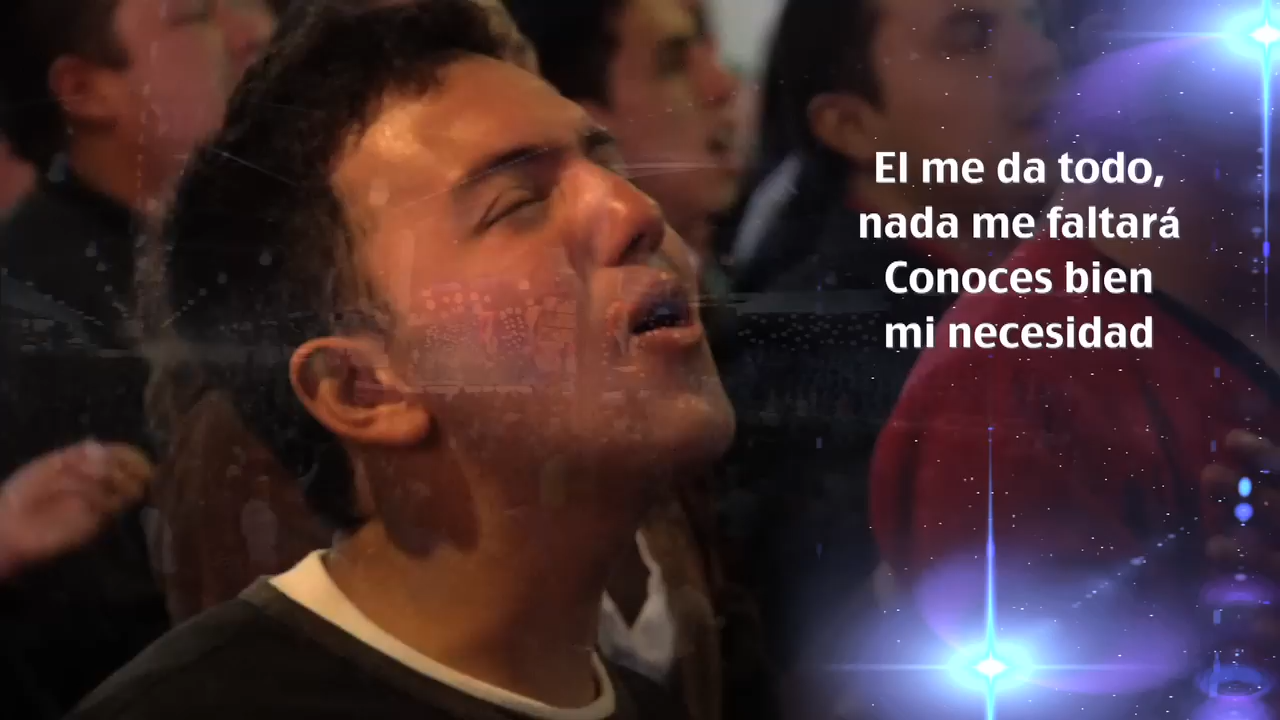 El me da todo,
nada me faltará
Conoces bien
mi necesidad